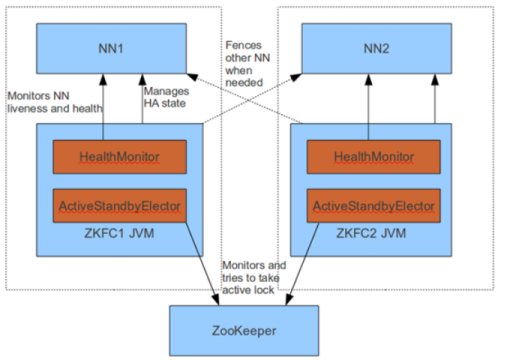 NN1
NN2
Fences
other NN
when
needed
Monitors NN
liveness and health
Manages
HA state
HealthMonitor
ActiveStandbyElector
ZKFC1 JVM
HealthMonitor
ActiveStandbyElector
ZKFC2 JVM
Monitors and
tries to take
active lock
ZooKeeper